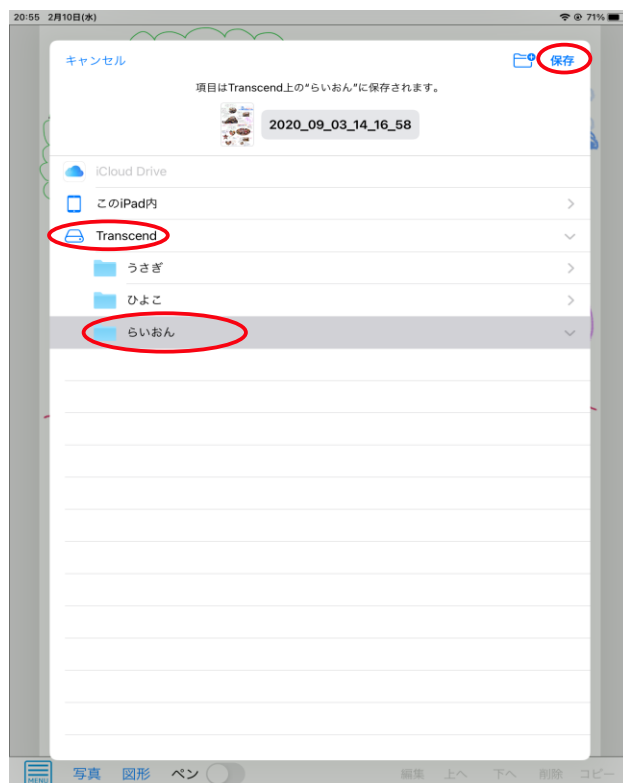 20:55 2月10日(水) 71%
キャンセル 保存
項目はTranscend上の"らいおん"に保存されます。
2020_09_03_14_16_58
iCloud Drive
このiPad内
Transcend
うさぎ
ひよこ
らいおん
MENU 写真 図形 ペン 編集 上へ 下へ 削除 コピー